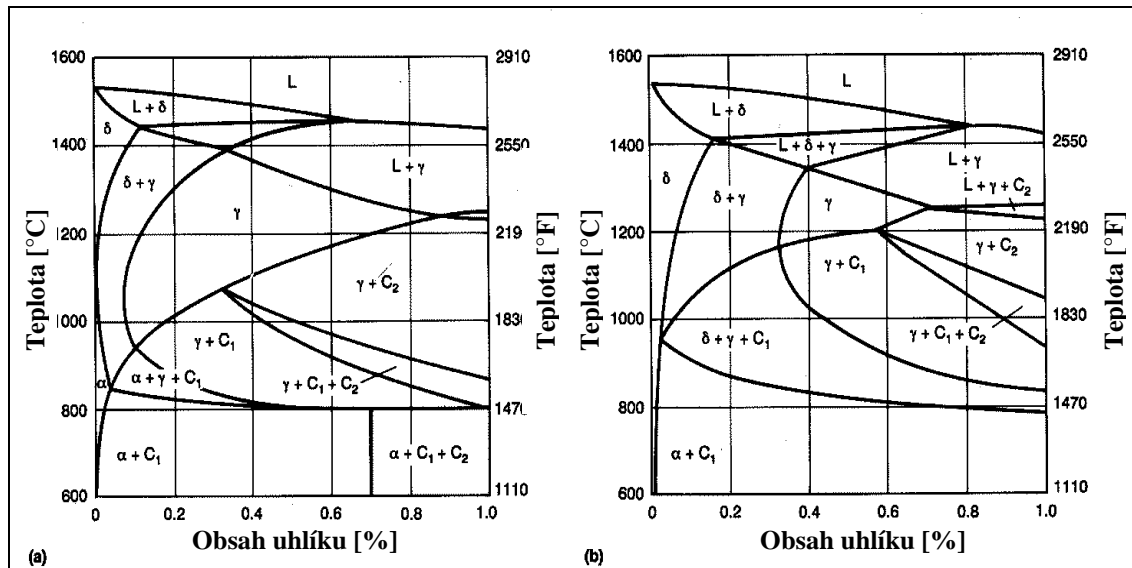 1600
1400
1200
1000
800
600
Teplota [°C]
2910
2550
2190
1830
1470
1110
Teplota [°F]
L
L + δ
δ
δ + γ
γ
L + γ
γ + C2
γ + C1
γ + C1 + C2
α
α + γ + C1
α + C1
α + C1 + C2
0
0.2
0.4
0.6
0.8
1.0
Obsah uhlíku [%]
(a)
1600
1400
1200
1000
800
600
Teplota [°C]
2910
2550
2190
1830
1470
1110
Teplota [°F]
L
L + δ
L + δ + γ
δ
δ + γ
γ
L + γ
L + γ + C2
γ + C2
γ + C1
γ + C1 + C2
δ + γ + C1
α + C1
0
0.2
0.4
0.6
0.8
1.0
Obsah uhlíku [%]
(b)